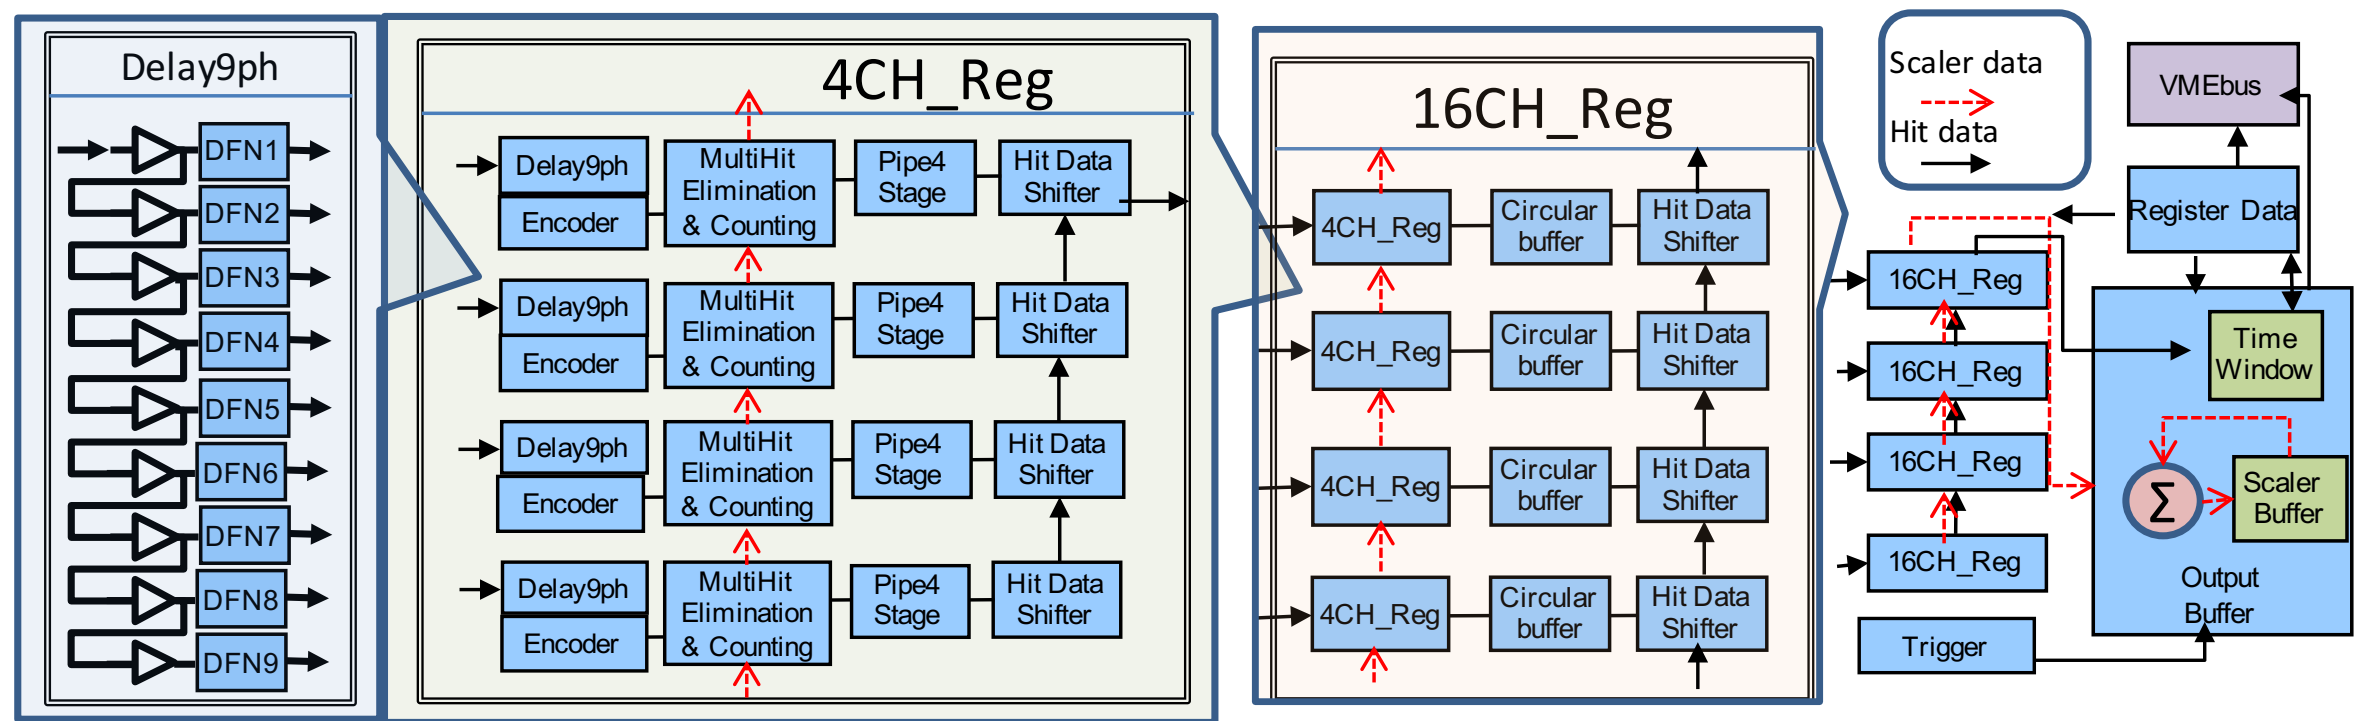 Delay9ph
DFN1
DFN2
DFN3
DFN4
DFN5
DFN6
DFN7
DFN8
DFN9
4CH_Reg
Delay9ph
Encoder
MultiHit
Elimination
& Counting
Pipe4
Stage
Hit Data
Shifter
Delay9ph
Encoder
MultiHit
Elimination
& Counting
Pipe4
Stage
Hit Data
Shifter
Delay9ph
Encoder
MultiHit
Elimination
& Counting
Pipe4
Stage
Hit Data
Shifter
Delay9ph
Encoder
MultiHit
Elimination
& Counting
Pipe4
Stage
Hit Data
Shifter
16CH_Reg
4CH_Reg
Circular
buffer
Hit Data
Shifter
4CH_Reg
Circular
buffer
Hit Data
Shifter
4CH_Reg
Circular
buffer
Hit Data
Shifter
4CH_Reg
Circular
buffer
Hit Data
Shifter
Scaler data
Hit data
VMEbus
Register Data
16CH_Reg
16CH_Reg
16CH_Reg
16CH_Reg
Trigger
Time
Window
Σ
Scaler
Buffer
Output
Buffer